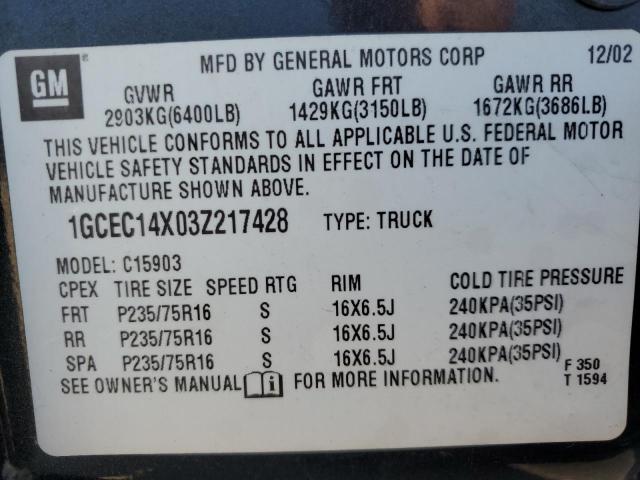 GM
MFD BY GENERAL MOTORS CORP 12/02
GVWR GAWR FRT GAWR RR
2903KG(6400LB) 1429KG(3150LB) 1672KG(3686LB)
THIS VEHICLE CONFORMS TO ALL APPLICABLE U.S. FEDERAL MOTOR
VEHICLE SAFETY STANDARDS IN EFFECT ON THE DATE OF
MANUFACTURE SHOWN ABOVE.
1GCEC14X03Z217428 TYPE: TRUCK
MODEL: C15903
CPEX TIRE SIZE SPEED RTG RIM COLD TIRE PRESSURE
FRT P235/75R16 S 16X6.5J 240KPA(35PSI)
RR P235/75R16 S 16X6.5J 240KPA(35PSI)
SPA P235/75R16 S 16X6.5J 240KPA(35PSI)
SEE OWNER'S MANUAL i FOR MORE INFORMATION.
F 350
T 1594